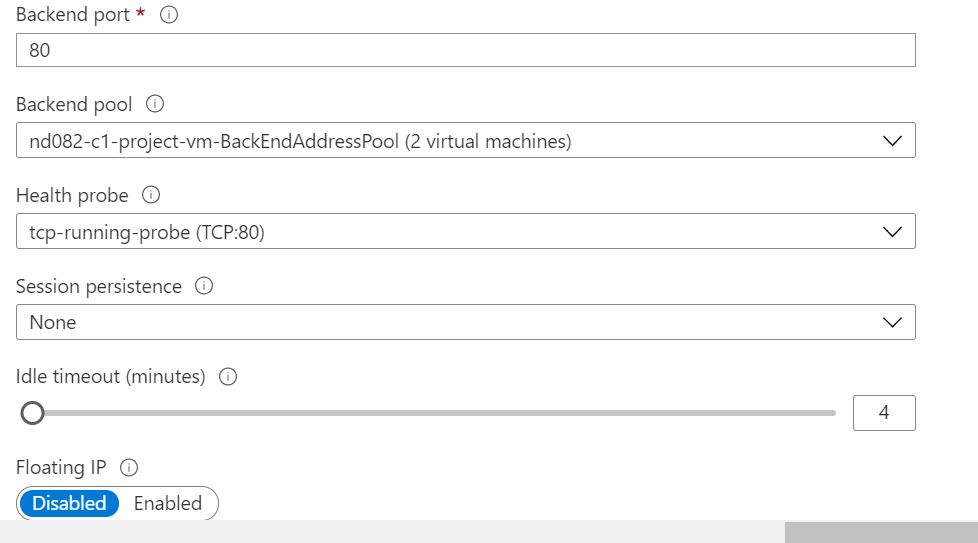 Backend port *
80
Backend pool
nd082-c1-project-vm-BackEndAddressPool (2 virtual machines)
Health probe
tcp-running-probe (TCP:80)
Session persistence
None
Idle timeout (minutes)
4
Floating IP
Disabled Enabled